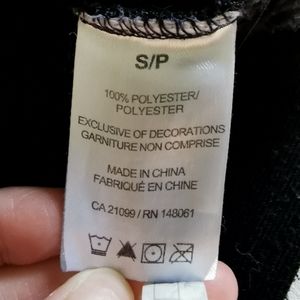 S/P
100% POLYESTER/
POLYESTER
EXCLUSIVE OF DECORATIONS
GARNITURE NON COMPRISE
MADE IN CHINA
FABRIQUÉ EN CHINE
CA 21099 / RN 148061